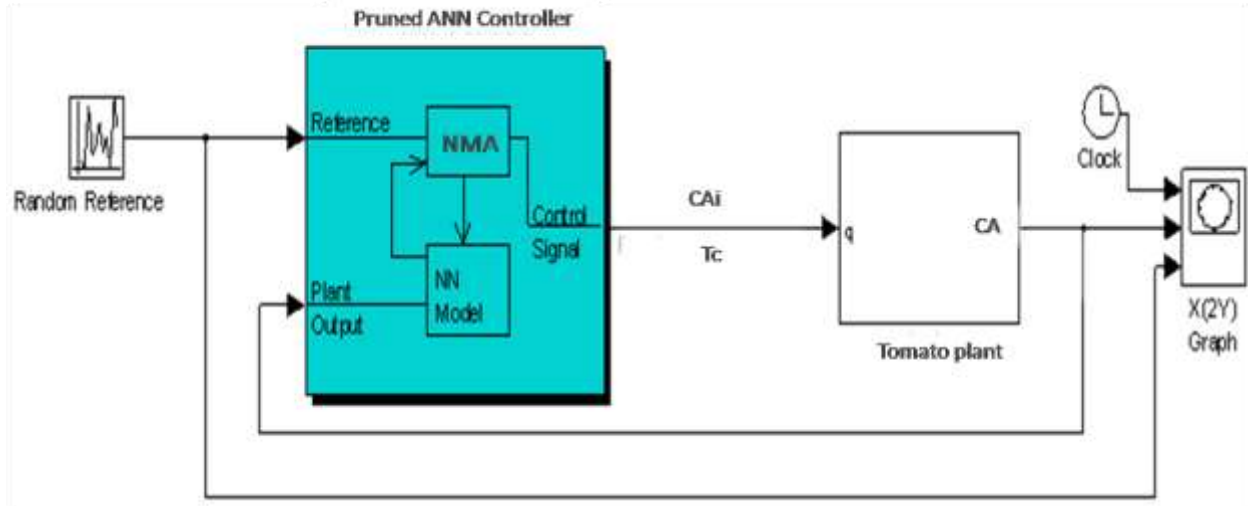 Pruned ANN Controller
Random Reference
Reference
NMA
Control
Signal
NN
Model
Plant
Output
CAi
Tc
q
CA
Tomato plant
Clock
X(2Y)
Graph